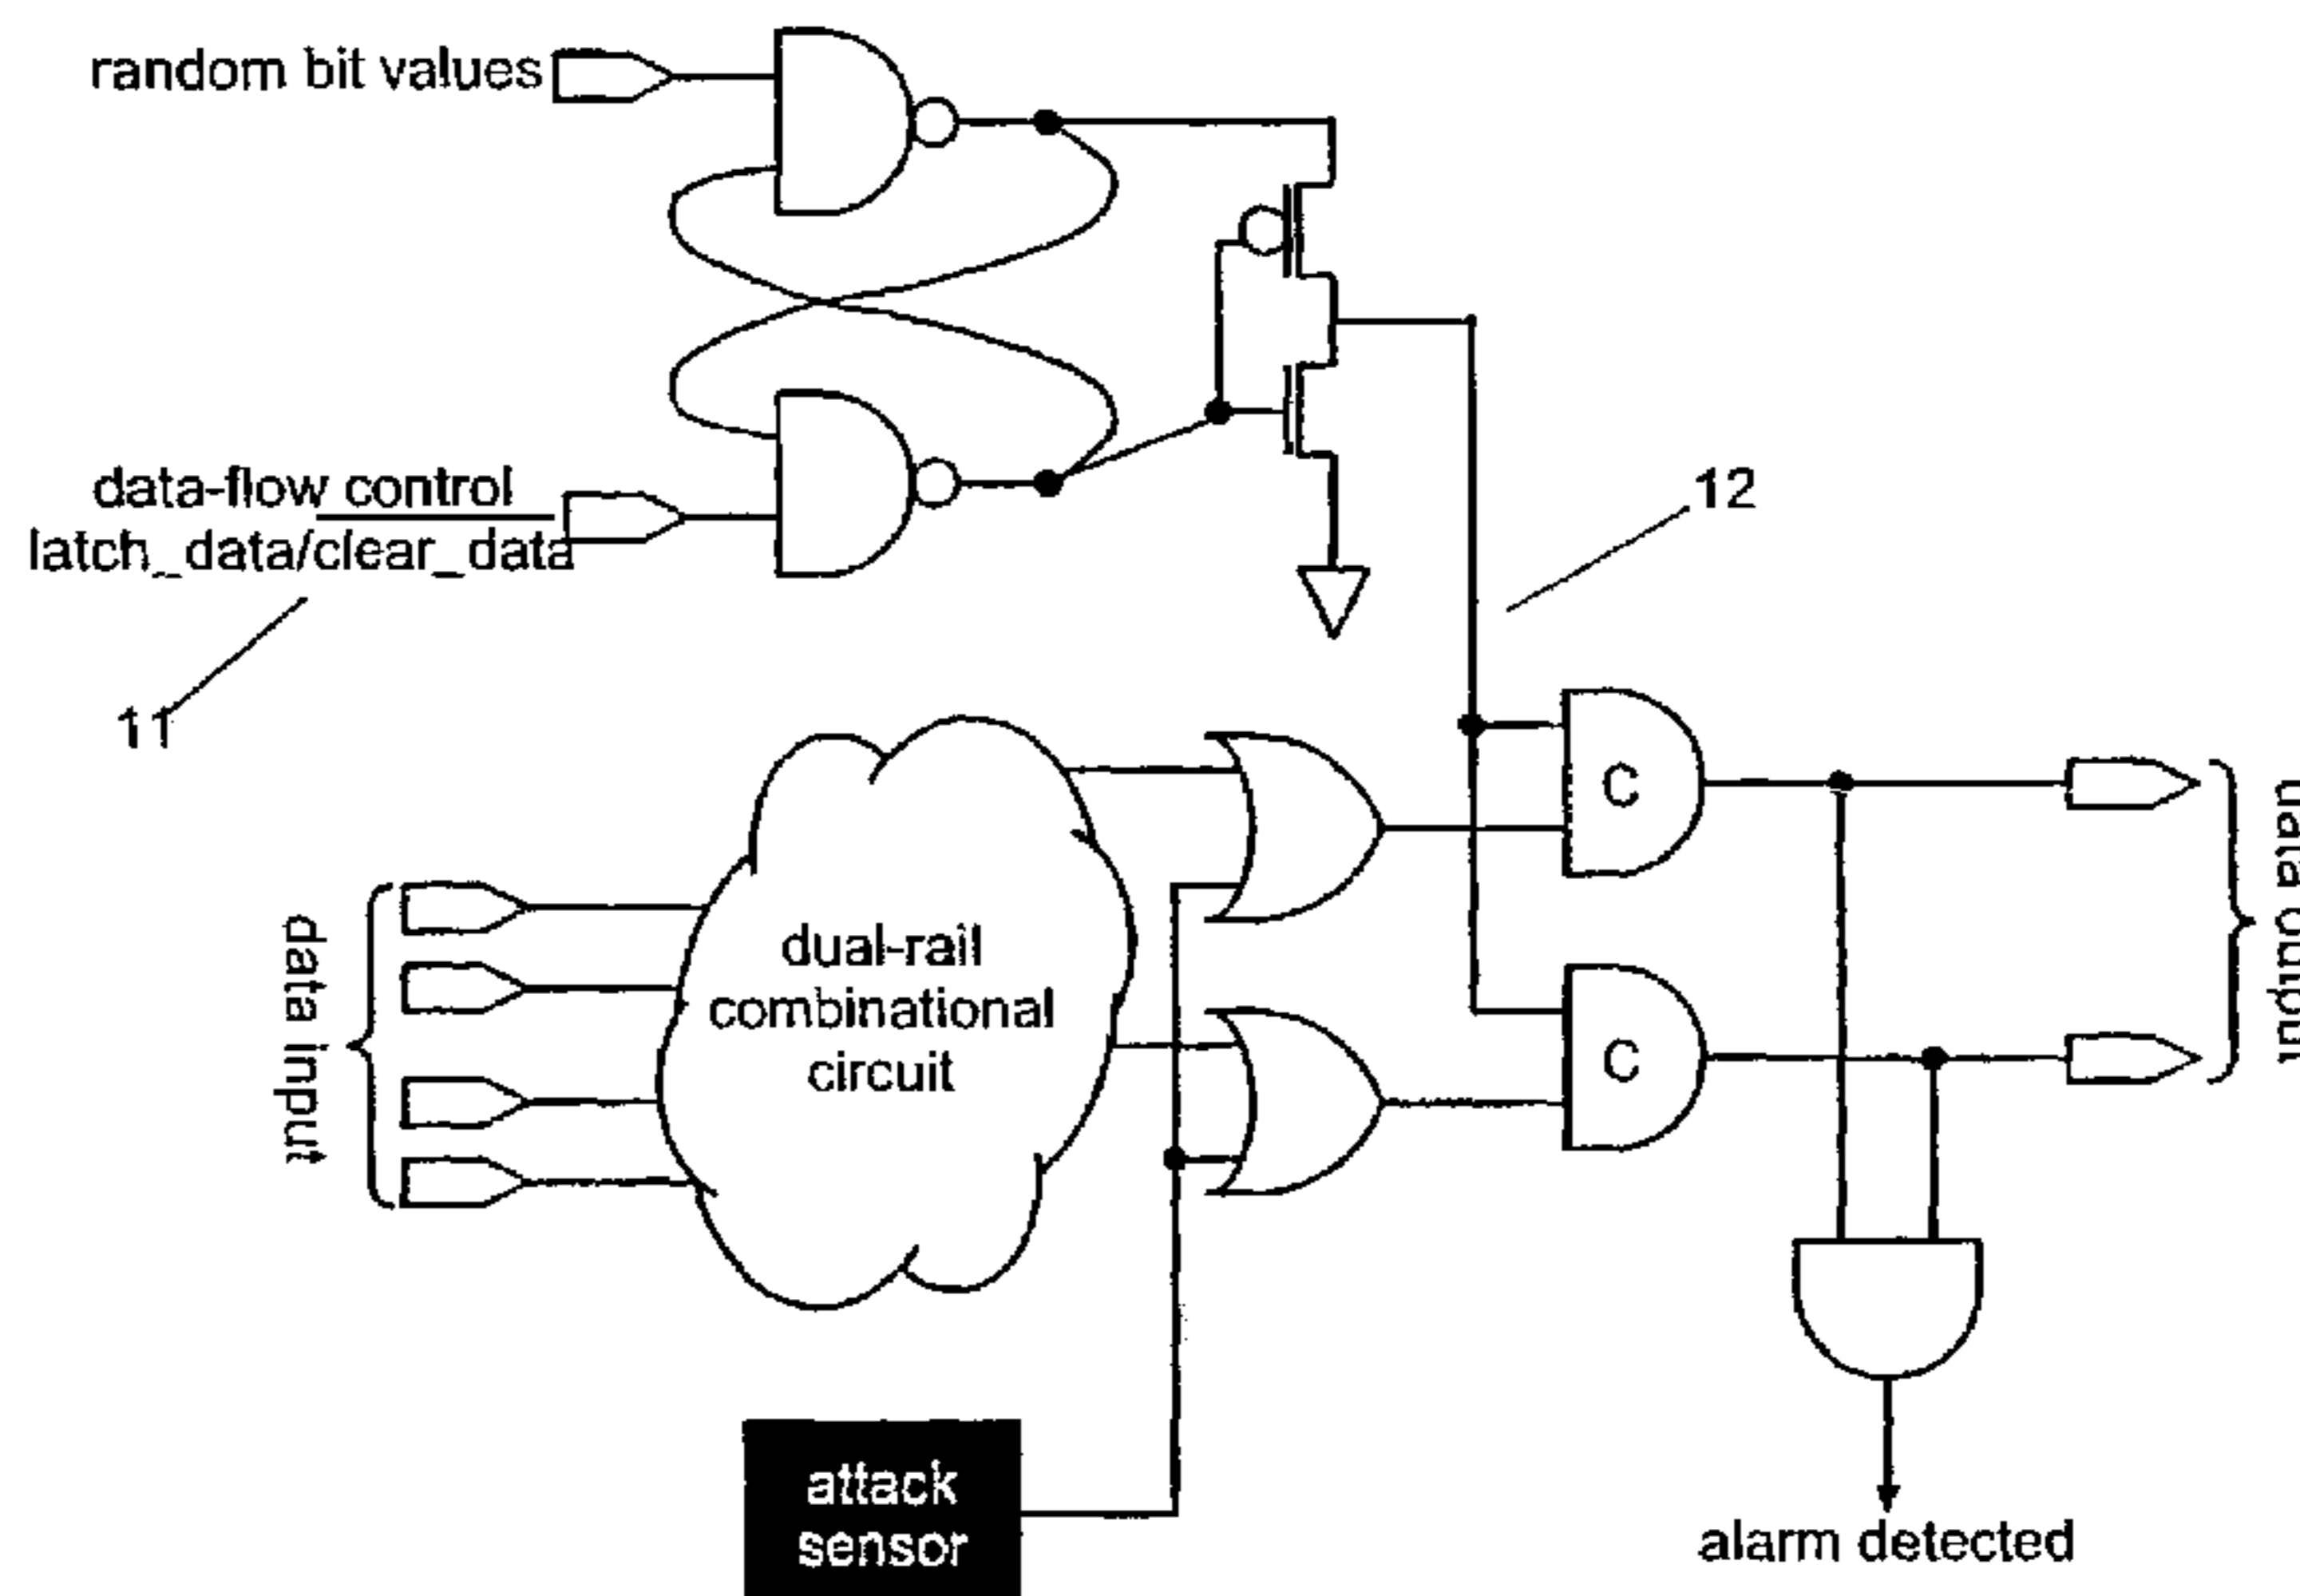 random bit values
data-flow control
latch_data/clear_data
11
12
C
C
dual-rail
combinational
circuit
data input
data output
attack
sensor
alarm detected